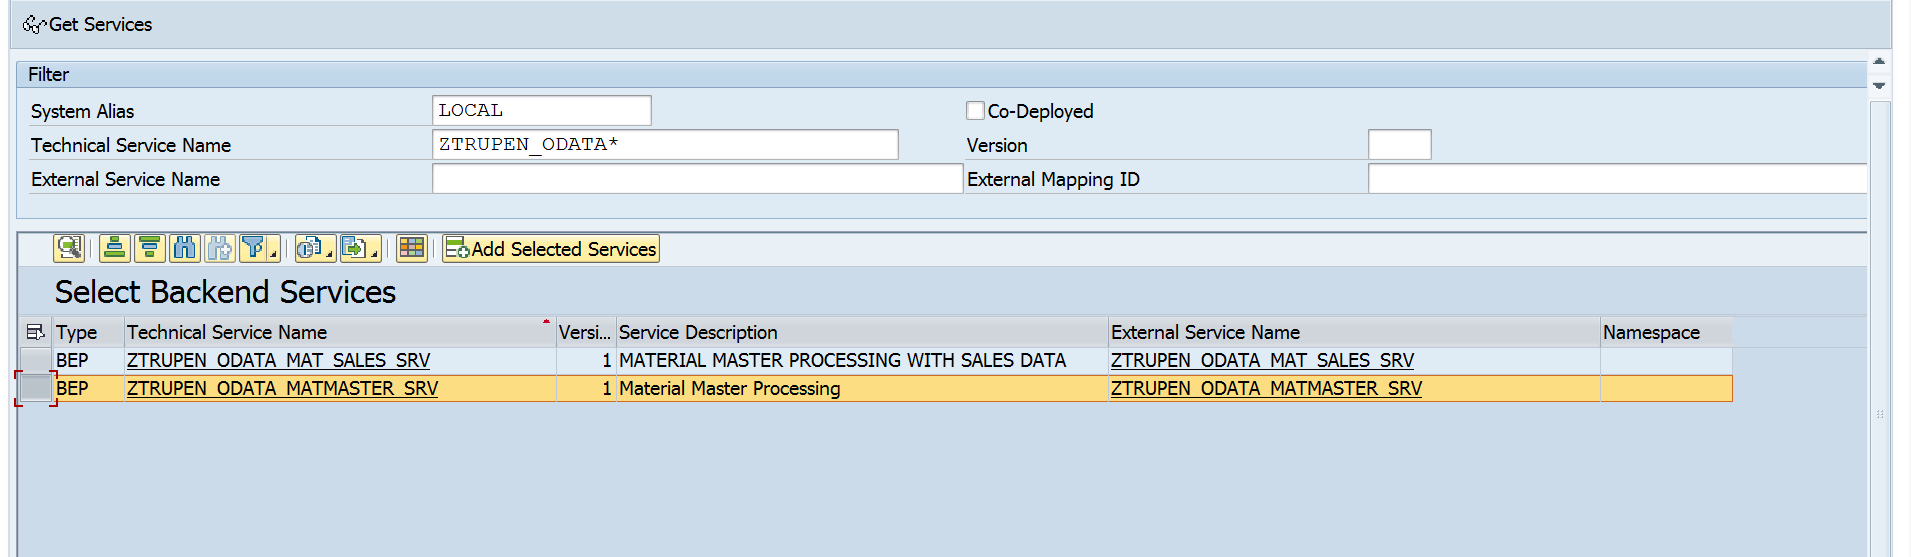 Get Services
Filter
System Alias LOCAL Co-Deployed
Technical Service Name ZTRUPEN_ODATA* Version
External Service Name External Mapping ID
Add Selected Services
Select Backend Services
Type Technical Service Name Versi... Service Description External Service Name Namespace
BEP ZTRUPEN_ODATA_MAT_SALES_SRV 1 MATERIAL MASTER PROCESSING WITH SALES DATA ZTRUPEN_ODATA_MAT_SALES_SRV
BEP ZTRUPEN_ODATA_MATMASTER_SRV 1 Material Master Processing ZTRUPEN_ODATA_MATMASTER_SRV